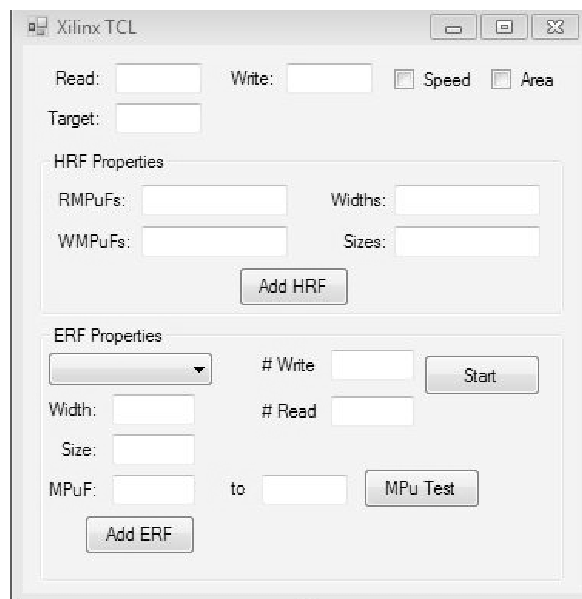 Xilinx TCL
Read: Write: Speed Area
Target:
HRF Properties
RMPuFs: Widths:
WMPuFs: Sizes:
Add HRF
ERF Properties
# Write Start
Width: # Read
Size:
MPuF: to MPu Test
Add ERF